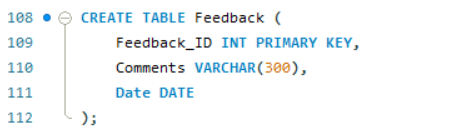 108 CREATE TABLE Feedback (
109 Feedback_ID INT PRIMARY KEY,
110 Comments VARCHAR(300),
111 Date DATE
112 );